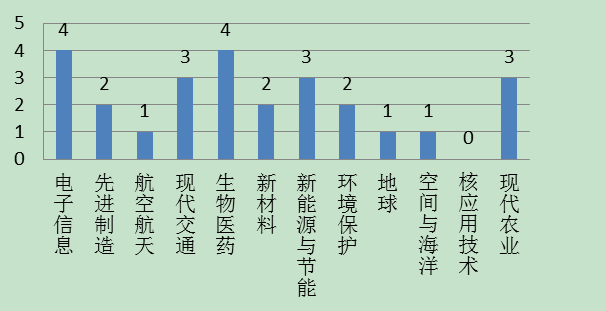 5
4
3
2
1
0
4
2
1
3
4
2
3
2
1
1
0
3
电子信息
先进制造
航空航天
现代交通
生物医药
新材料
新能源与节能
环境保护
地球
空间与海洋
核应用技术
现代农业